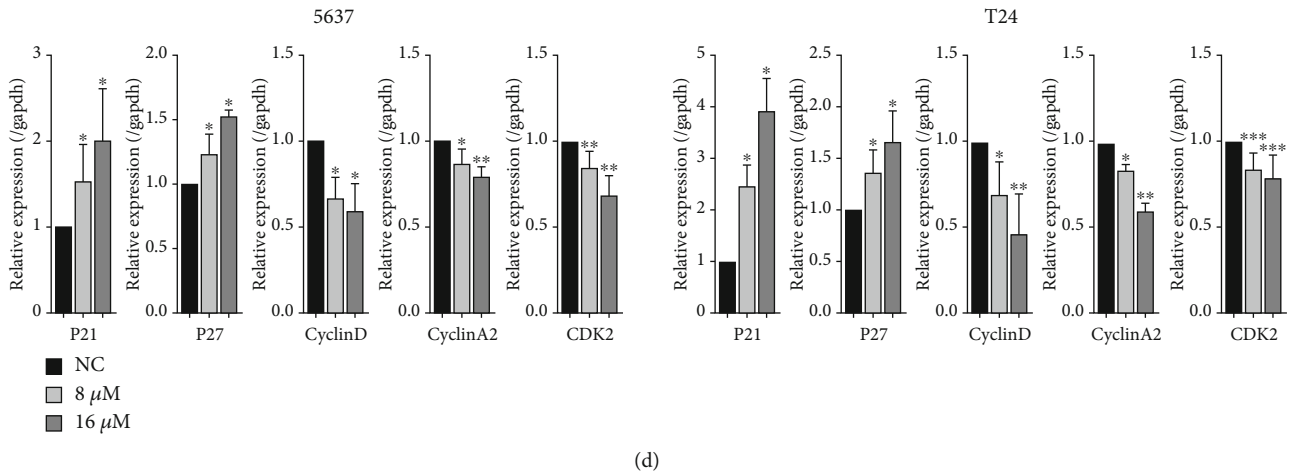 5637
T24
Relative expression (/gapdh)
3
2
1
0
*
*
P21
Relative expression (/gapdh)
2.0
1.5
1.0
0.5
0.0
*
*
P27
Relative expression (/gapdh)
1.5
1.0
0.5
0.0
*
*
CyclinD
Relative expression (/gapdh)
1.5
1.0
0.5
0.0
*
**
CyclinA2
Relative expression (/gapdh)
1.5
1.0
0.5
0.0
**
**
CDK2
Relative expression (/gapdh)
5
4
3
2
1
0
*
*
P21
Relative expression (/gapdh)
2.5
2.0
1.5
1.0
0.5
0.0
*
*
P27
Relative expression (/gapdh)
1.5
1.0
0.5
0.0
*
**
CyclinD
Relative expression (/gapdh)
1.5
1.0
0.5
0.0
*
**
CyclinA2
Relative expression (/gapdh)
1.5
1.0
0.5
0.0
***
***
CDK2
NC
8 μM
16 μM
(d)